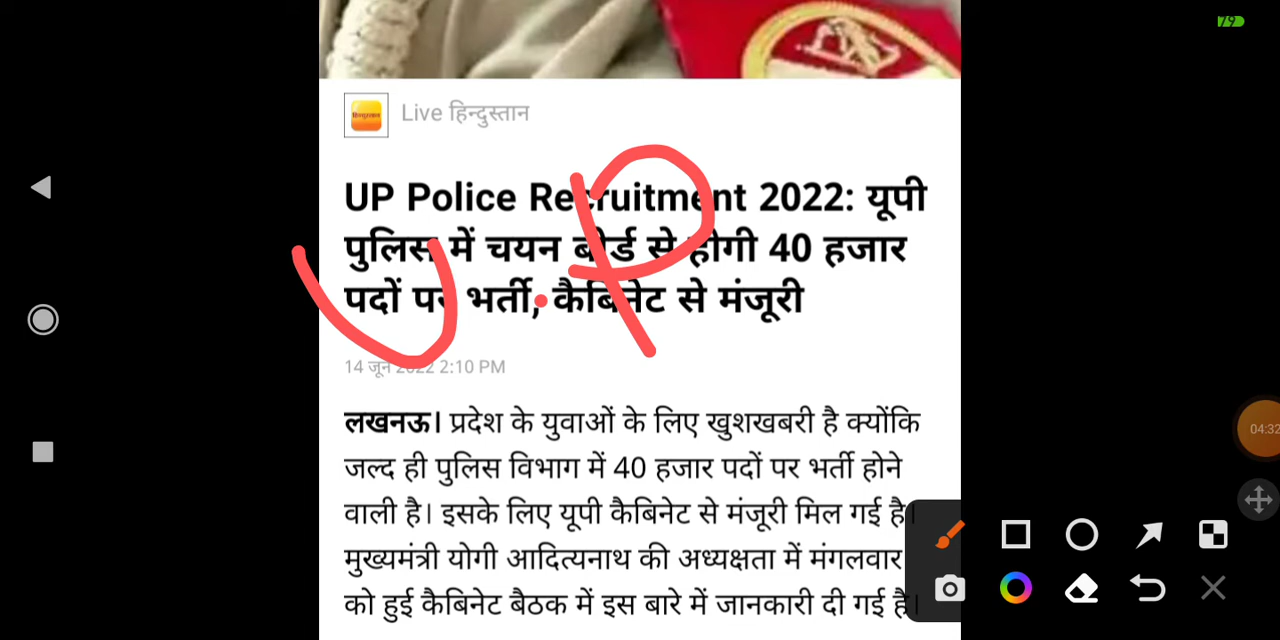 79
हिन्दुस्तान
Live हिन्दुस्तान
UP Police Recruitment 2022: यूपी
पुलिस में चयन बोर्ड से होगी 40 हजार
पदों पर भर्ती, कैबिनेट से मंजूरी
UP
14 जून 2022 2:10 PM
लखनऊ। प्रदेश के युवाओं के लिए खुशखबरी है क्योंकि
जल्द ही पुलिस विभाग में 40 हजार पदों पर भर्ती होने
वाली है। इसके लिए यूपी कैबिनेट से मंजूरी मिल गई है।
मुख्यमंत्री योगी आदित्यनाथ की अध्यक्षता में मंगलवार
को हुई कैबिनेट बैठक में इस बारे में जानकारी दी गई है।
04:32